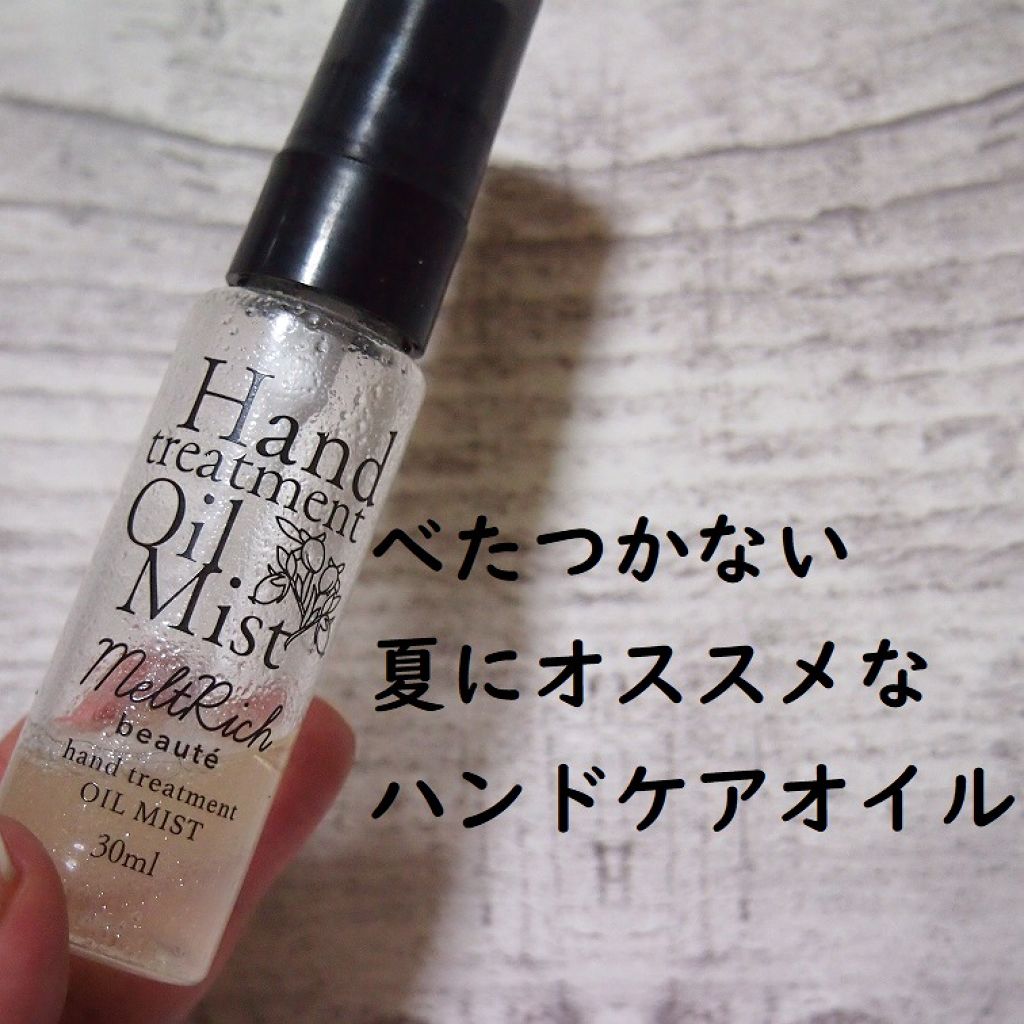 Hand
treatment
Oil
Mist
MeltRich
beauté
hand treatment
OIL MIST
30ml
べたつかない
夏にオススメな
ハンドケアオイル